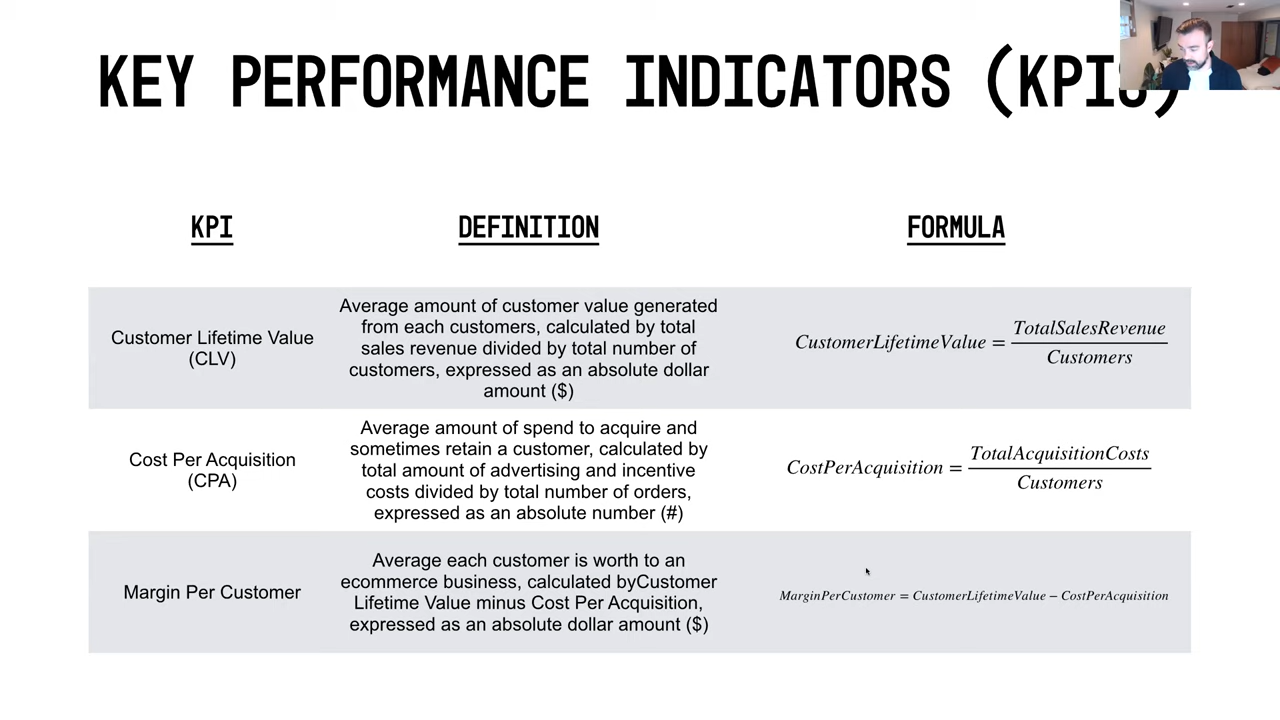 KEY PERFORMANCE INDICATORS (KPIS)
KPI
DEFINITION
FORMULA
Customer Lifetime Value
(CLV)
Average amount of customer value generated
from each customers, calculated by total
sales revenue divided by total number of
customers, expressed as an absolute dollar
amount ($)
CustomerLifetimeValue = TotalSalesRevenue
Customers
Cost Per Acquisition
(CPA)
Average amount of spend to acquire and
sometimes retain a customer, calculated by
total amount of advertising and incentive
costs divided by total number of orders,
expressed as an absolute number (#)
CostPerAcquisition = TotalAcquisitionCosts
Customers
Margin Per Customer
Average each customer is worth to an
ecommerce business, calculated byCustomer
Lifetime Value minus Cost Per Acquisition,
expressed as an absolute dollar amount ($)
MarginPerCustomer = CustomerLifetimeValue − CostPerAcquisition